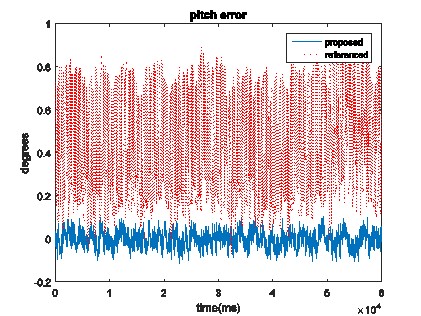 pitch error
1
proposed
referenced
0.8
0.6
0.4
0.2
0
-0.2
degrees
0 1 2 3 4 5 6
time(ms)
×10^4